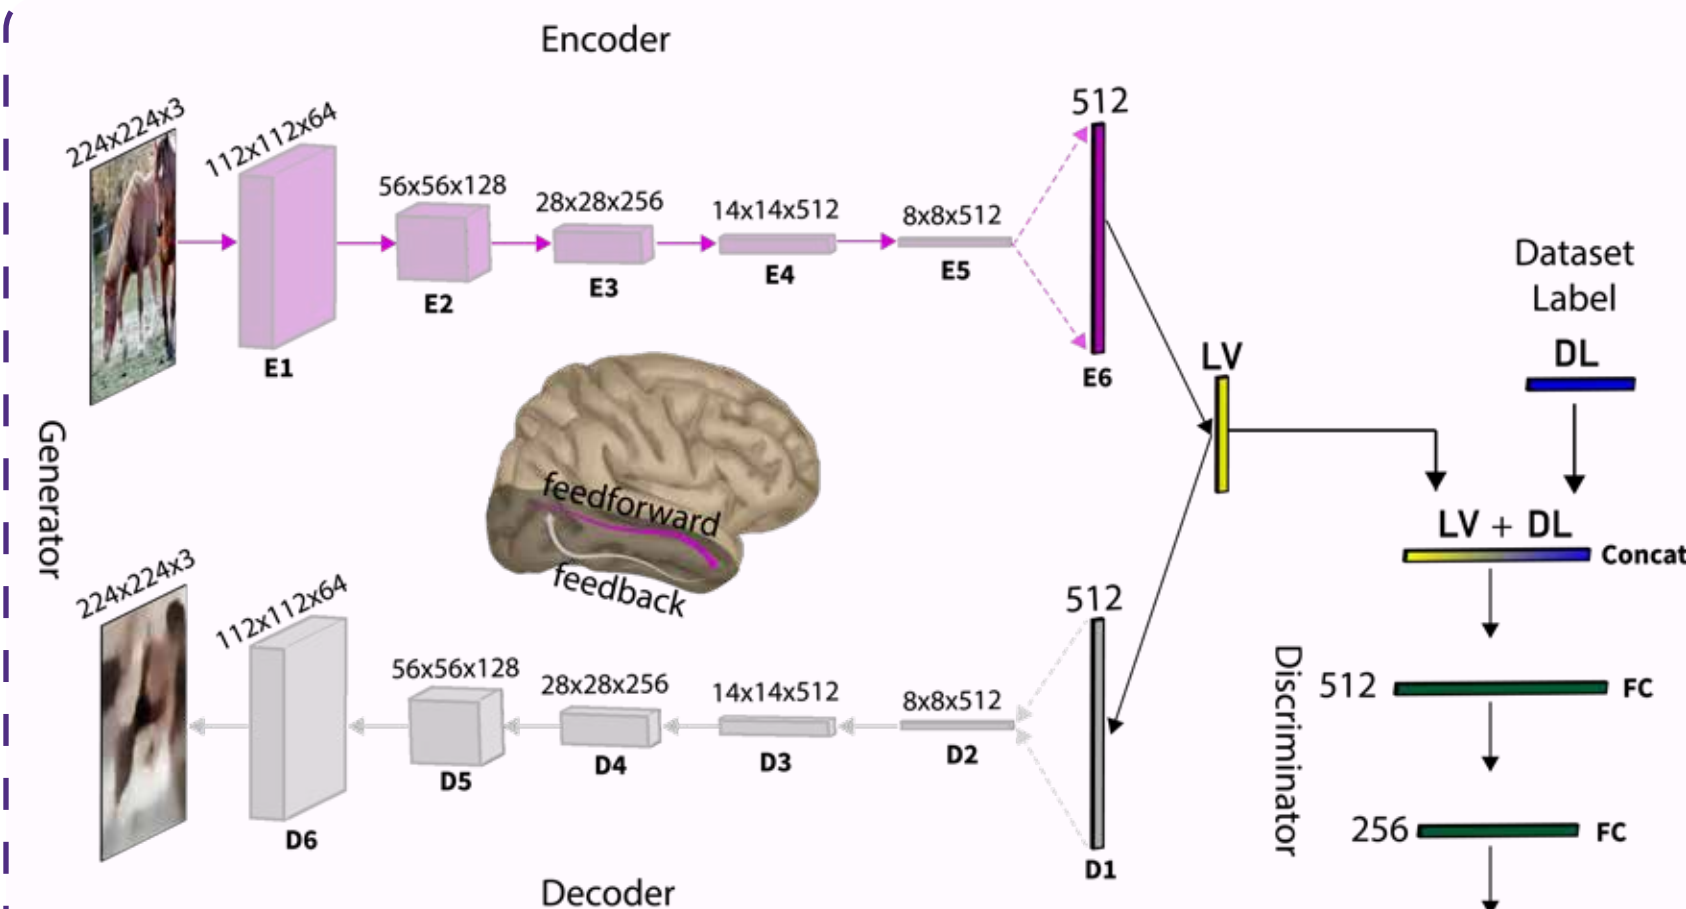 Encoder
224x224x3
112x112x64
56x56x128
28x28x256
14x14x512
8x8x512
512
E1
E2
E3
E4
E5
E6
Generator
feedforward
feedback
LV
Dataset
Label
DL
LV + DL
Concat
224x224x3
112x112x64
56x56x128
28x28x256
14x14x512
8x8x512
512
D6
D5
D4
D3
D2
D1
Decoder
Discriminator
512
FC
256
FC